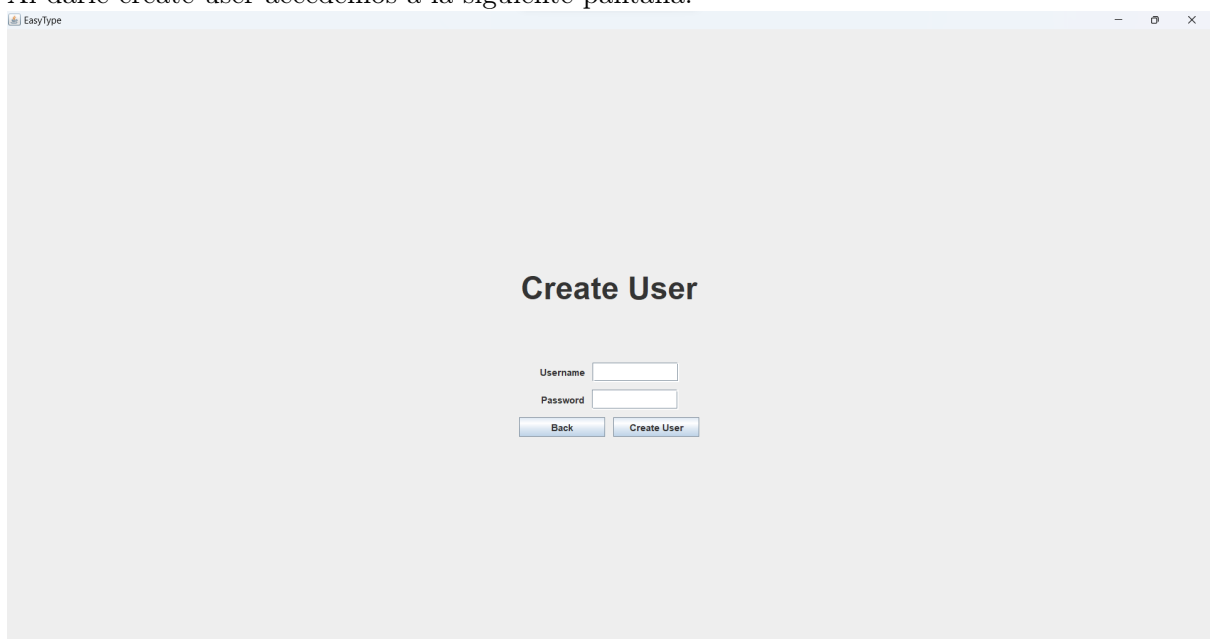 Al darle create user accedemos a la siguiente pantalla:
EasyType
Create User
Username
Password
Back Create User